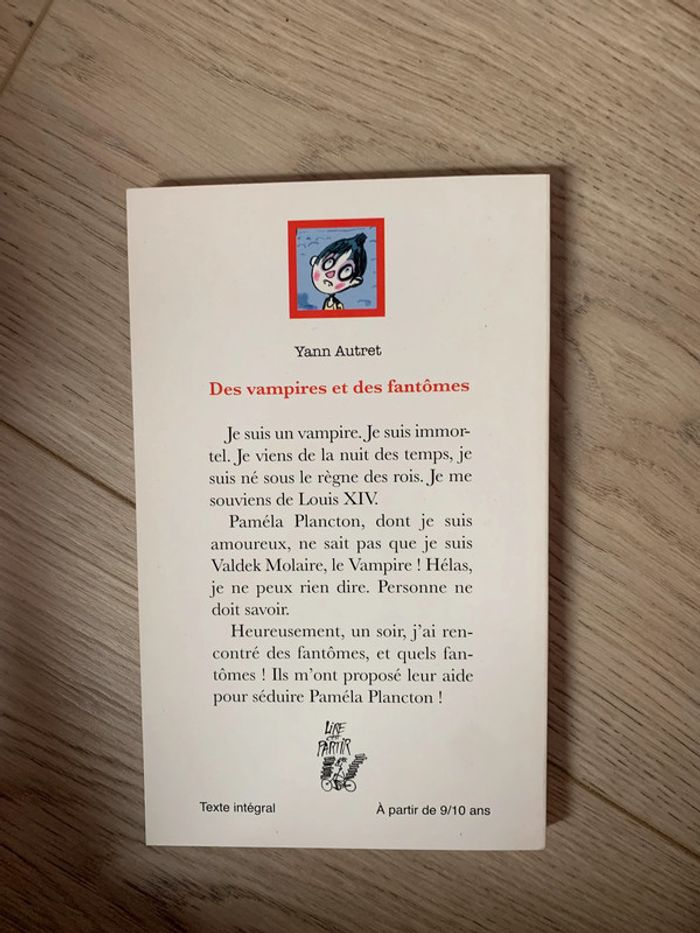 Yann Autret
Des vampires et des fantômes
Je suis un vampire. Je suis immor-
tel. Je viens de la nuit des temps, je
suis né sous le règne des rois. Je me
souviens de Louis XIV.
Paméla Plancton, dont je suis
amoureux, ne sait pas que je suis
Valdek Molaire, le Vampire ! Hélas,
je ne peux rien dire. Personne ne
doit savoir.
Heureusement, un soir, j'ai ren-
contré des fantômes, et quels fan-
tômes ! Ils m'ont proposé leur aide
pour séduire Paméla Plancton !
LIRE
c'est
PARTIR
Texte intégral
À partir de 9/10 ans